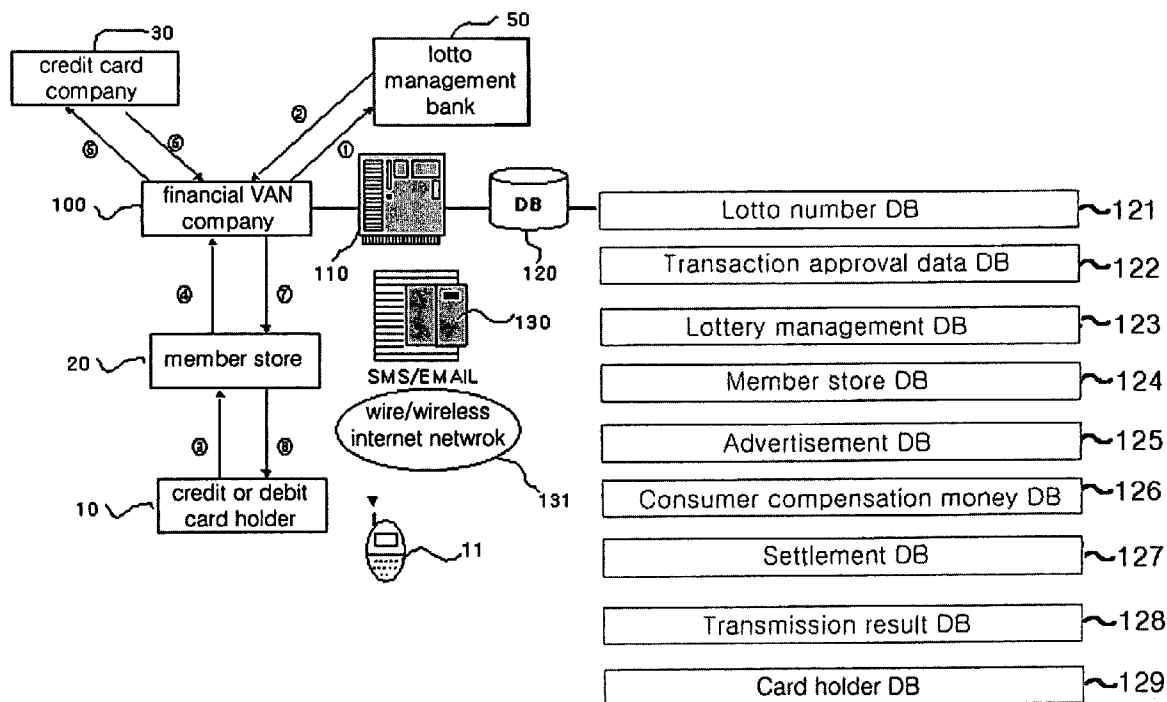 30
credit card
company
50
lotto
management
bank
②
①
⑤
⑥
100
financial VAN
company
110
DB
120
④
⑦
130
20
member store
SMS/EMAIL
wire/wireless
internet netwrok
131
③
⑧
10
credit or debit
card holder
11
Lotto number DB
121
Transaction approval data DB
122
Lottery management DB
123
Member store DB
124
Advertisement DB
125
Consumer compensation money DB
126
Settlement DB
127
Transmission result DB
128
Card holder DB
129